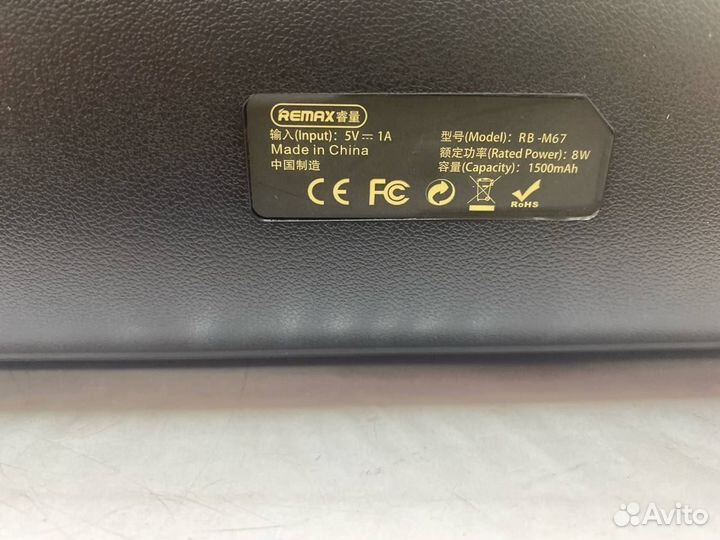 REMAX睿量
输入(Input): 5V⎓1A
Made in China
中国制造
型号(Model): RB -M67
额定功率(Rated Power): 8W
容量(Capacity): 1500mAh
CE FC
RoHS
Avito